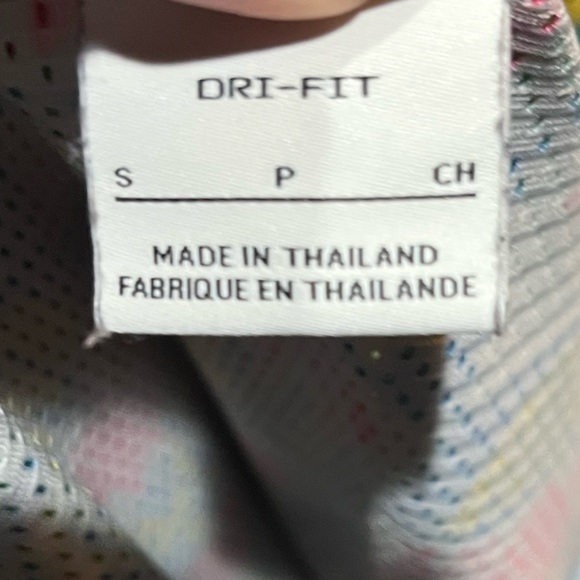 DRI-FIT
S P CH
MADE IN THAILAND
FABRIQUE EN THAILANDE